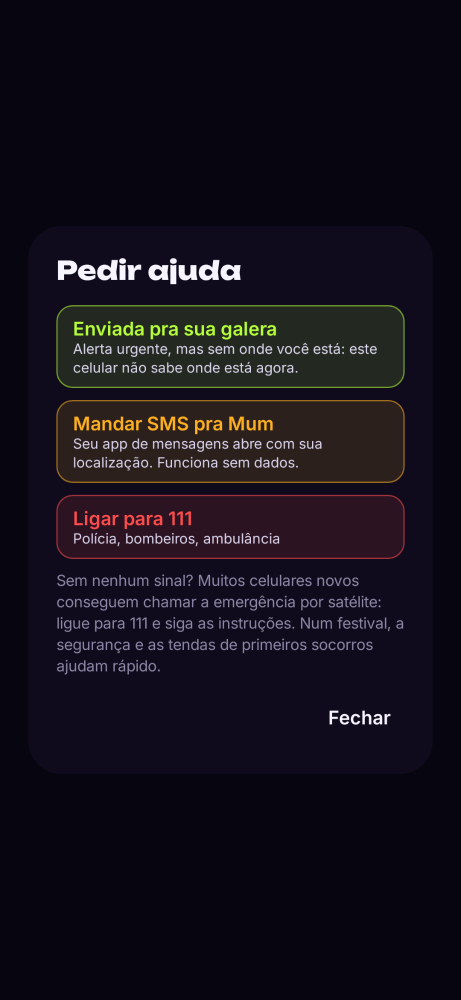 Pedir ajuda
Enviada pra sua galera
Alerta urgente, mas sem onde você está: este
celular não sabe onde está agora.
Mandar SMS pra Mum
Seu app de mensagens abre com sua
localização. Funciona sem dados.
Ligar para 111
Polícia, bombeiros, ambulância
Sem nenhum sinal? Muitos celulares novos
conseguem chamar a emergência por satélite:
ligue para 111 e siga as instruções. Num festival, a
segurança e as tendas de primeiros socorros
ajudam rápido.
Fechar